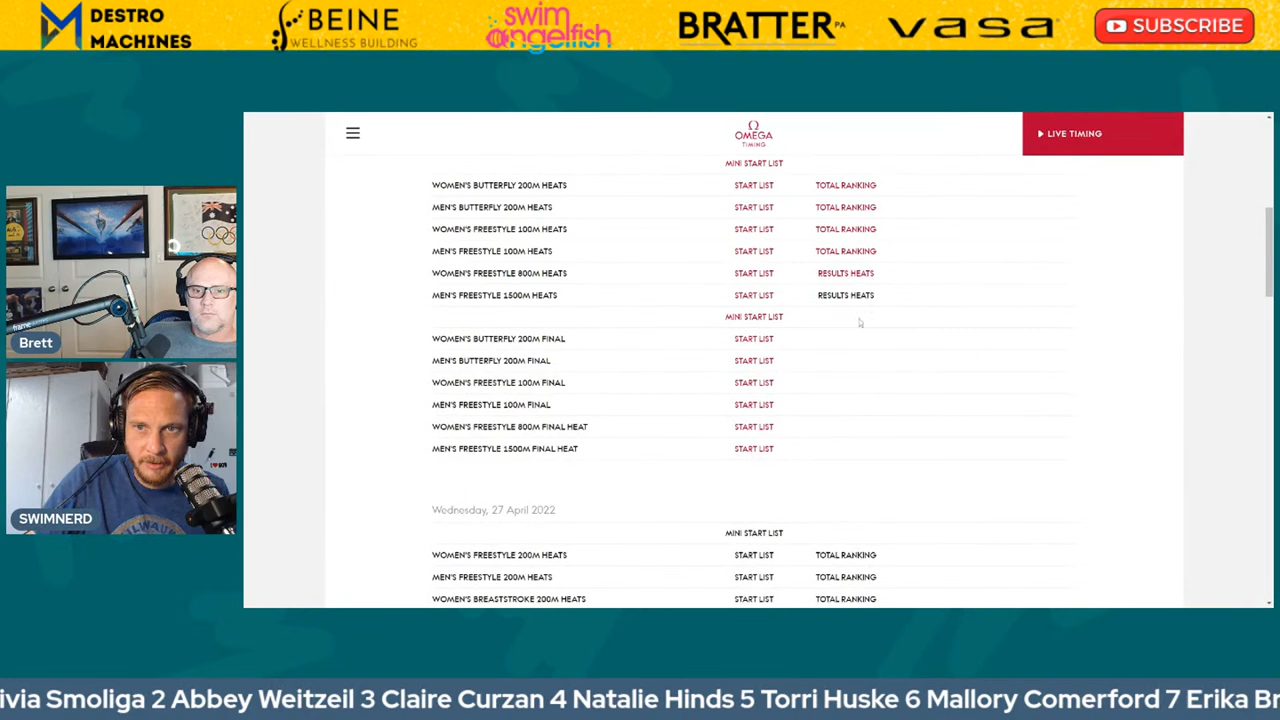 DESTRO
MACHINES
BEINE
WELLNESS BUILDING
swim
angelfish
BRATTER PA
vasa
SUBSCRIBE
OMEGA
TIMING
LIVE TIMING
MINI START LIST
WOMEN'S BUTTERFLY 200M HEATS START LIST TOTAL RANKING
MEN'S BUTTERFLY 200M HEATS START LIST TOTAL RANKING
WOMEN'S FREESTYLE 100M HEATS START LIST TOTAL RANKING
MEN'S FREESTYLE 100M HEATS START LIST TOTAL RANKING
WOMEN'S FREESTYLE 800M HEATS START LIST RESULTS HEATS
MEN'S FREESTYLE 1500M HEATS START LIST RESULTS HEATS
MINI START LIST
WOMEN'S BUTTERFLY 200M FINAL START LIST
MEN'S BUTTERFLY 200M FINAL START LIST
WOMEN'S FREESTYLE 100M FINAL START LIST
MEN'S FREESTYLE 100M FINAL START LIST
WOMEN'S FREESTYLE 800M FINAL HEAT START LIST
MEN'S FREESTYLE 1500M FINAL HEAT START LIST
Wednesday, 27 April 2022
MINI START LIST
WOMEN'S FREESTYLE 200M HEATS START LIST TOTAL RANKING
MEN'S FREESTYLE 200M HEATS START LIST TOTAL RANKING
WOMEN'S BREASTSTROKE 200M HEATS START LIST TOTAL RANKING
Brett
SWIMNERD
ivia Smoliga 2 Abbey Weitzeil 3 Claire Curzan 4 Natalie Hinds 5 Torri Huske 6 Mallory Comerford 7 Erika Br